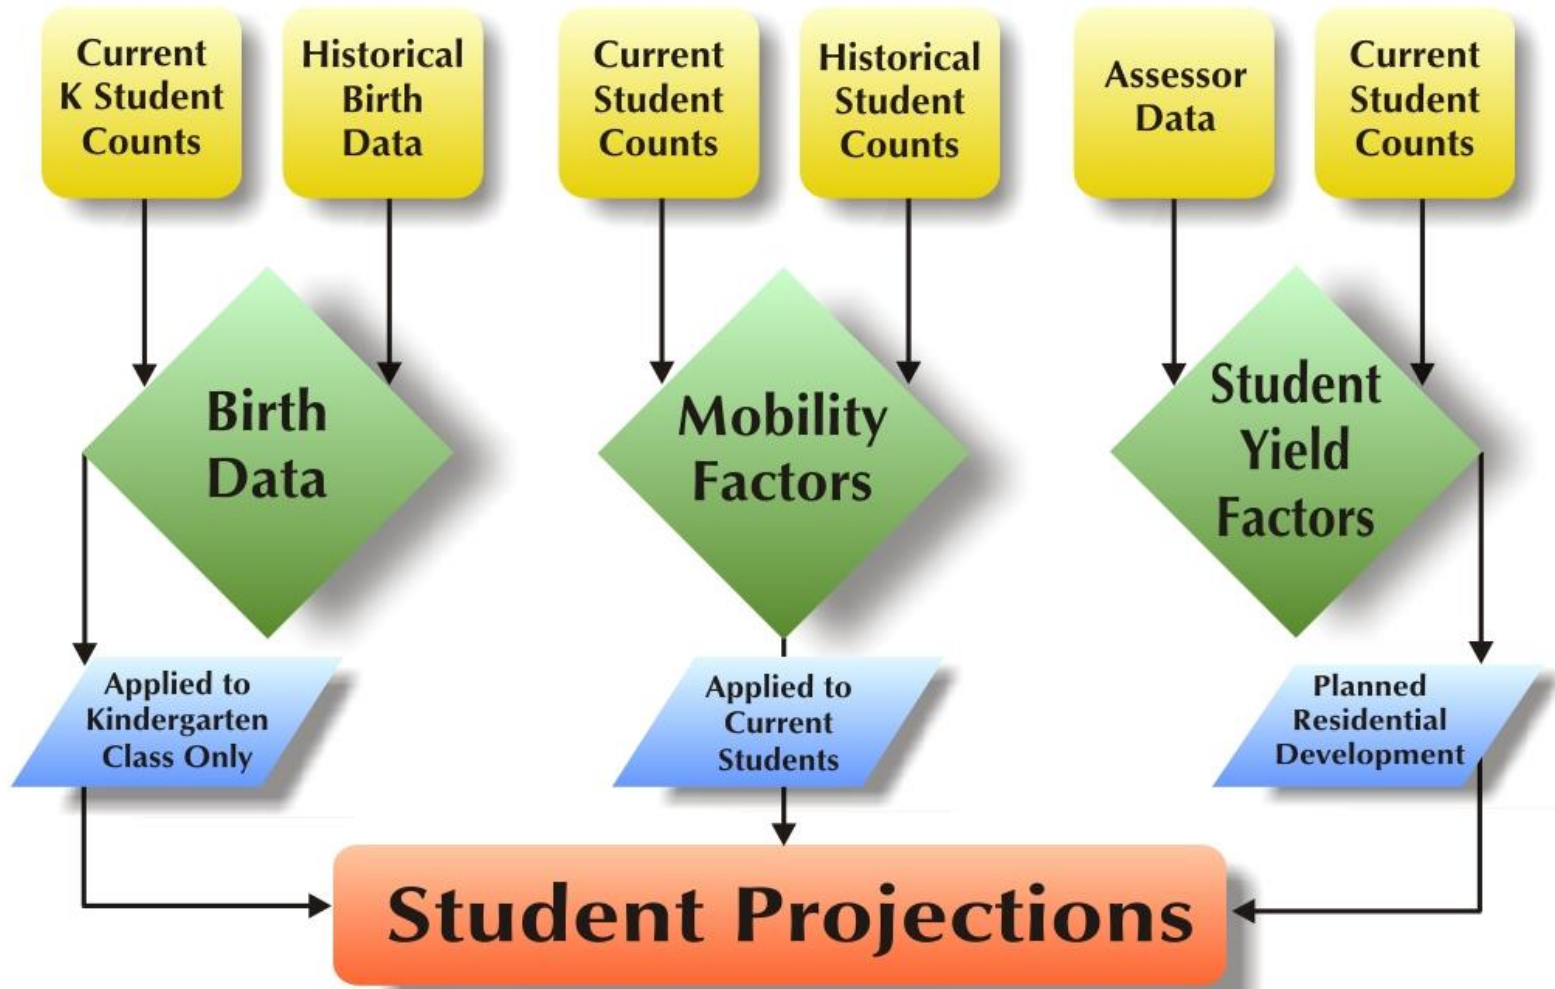 Current
K Student
Counts
Historical
Birth
Data
Current
Student
Counts
Historical
Student
Counts
Assessor
Data
Current
Student
Counts
Birth
Data
Mobility
Factors
Student
Yield
Factors
Applied to
Kindergarten
Class Only
Applied to
Current
Students
Planned
Residential
Development
Student Projections